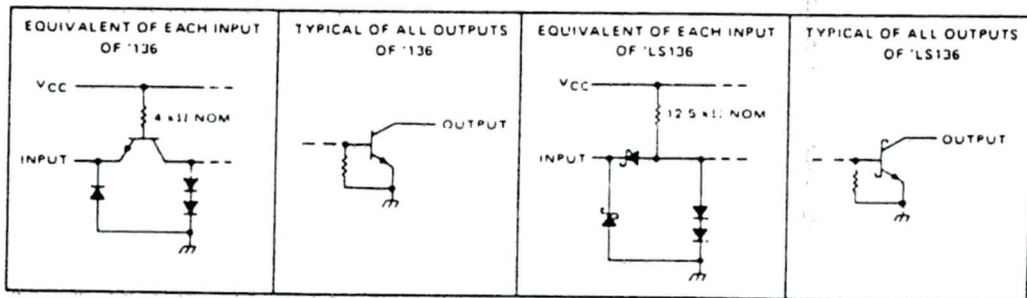 EQUIVALENT OF EACH INPUT
OF '136
VCC
4 kΩ NOM
INPUT
TYPICAL OF ALL OUTPUTS
OF '136
OUTPUT
EQUIVALENT OF EACH INPUT
OF 'LS136
VCC
12.5 kΩ NOM
INPUT
TYPICAL OF ALL OUTPUTS
OF 'LS136
OUTPUT